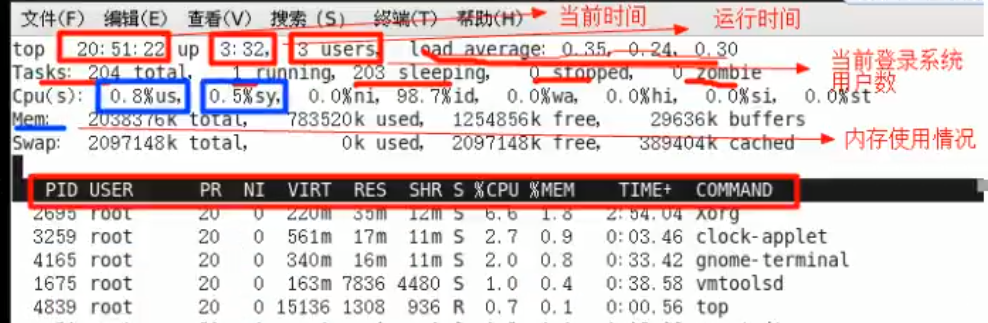 文件(F) 编辑(E) 查看(V) 搜索 (S) 终端(T) 帮助(H)
当前时间
运行时间
top 20:51:22 up 3:32, 3 users, load average: 0.35, 0.24, 0.30
当前登录系统
用户数
Tasks: 204 total, 1 running, 203 sleeping, 0 stopped, 0 zombie
Cpu(s): 0.8%us, 0.5%sy, 0.0%ni, 98.7%id, 0.0%wa, 0.0%hi, 0.0%si, 0.0%st
Mem: 2038376k total, 783520k used, 1254856k free, 29636k buffers
内存使用情况
Swap: 2097148k total, 0k used, 2097148k free, 389404k cached
PID USER PR NI VIRT RES SHR S %CPU %MEM TIME+ COMMAND
2695 root 20 0 220m 35m 12m S 6.6 1.8 2:54.04 Xorg
3259 root 20 0 561m 17m 11m S 2.7 0.9 0:03.46 clock-applet
4165 root 20 0 340m 16m 11m S 2.0 0.8 0:33.42 gnome-terminal
1675 root 20 0 163m 7836 4480 S 1.0 0.4 0:38.58 vmtoolsd
4839 root 20 0 15136 1308 936 R 0.7 0.1 0:00.56 top